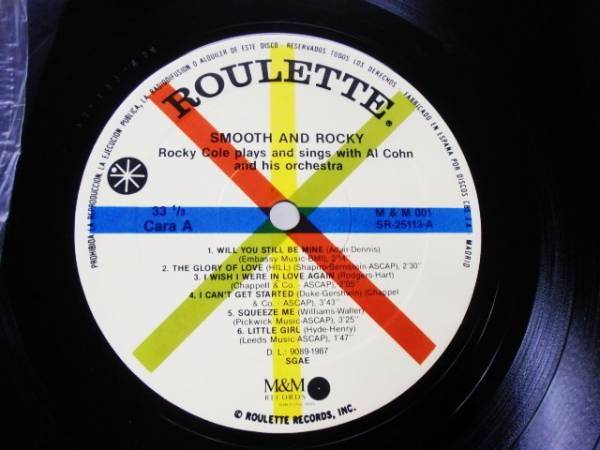 PROHIBIDA LA REPRODUCCION, LA EJECUCION PUBLICA, LA RADIODIFUSION O ALQUILER DE ESTE DISCO - RESERVADOS TODOS LOS DERECHOS - FABRICADO EN ESPAÑA POR DISCOS CBS S.A. MADRID
ROULETTE®
SMOOTH AND ROCKY
Rocky Cole plays and sings with Al Cohn
and his orchestra
33 1/3
Cara A
M & M 001
SR-25113-A
1. WILL YOU STILL BE MINE (Adair-Dennis)
(Embassy Music-BMI), 2'14"
2. THE GLORY OF LOVE (HILL) (Shapiro-Bernstein-ASCAP), 2'30"
3. I WISH I WERE IN LOVE AGAIN (Rodgers-Hart)
(Chappell & Co. - ASCAP), 2'05"
4. I CAN'T GET STARTED (Duke-Gershwin) (Chappel
& Co. - ASCAP), 3'43"
5. SQUEEZE ME (Williams-Waller)
(Pickwick Music-ASCAP), 3'25"
6. LITTLE GIRL (Hyde-Henry)
(Leeds Music-ASCAP), 1'47"
D. L.: 9089-1987
SGAE
M&M
RECORDS
© ROULETTE RECORDS, INC.